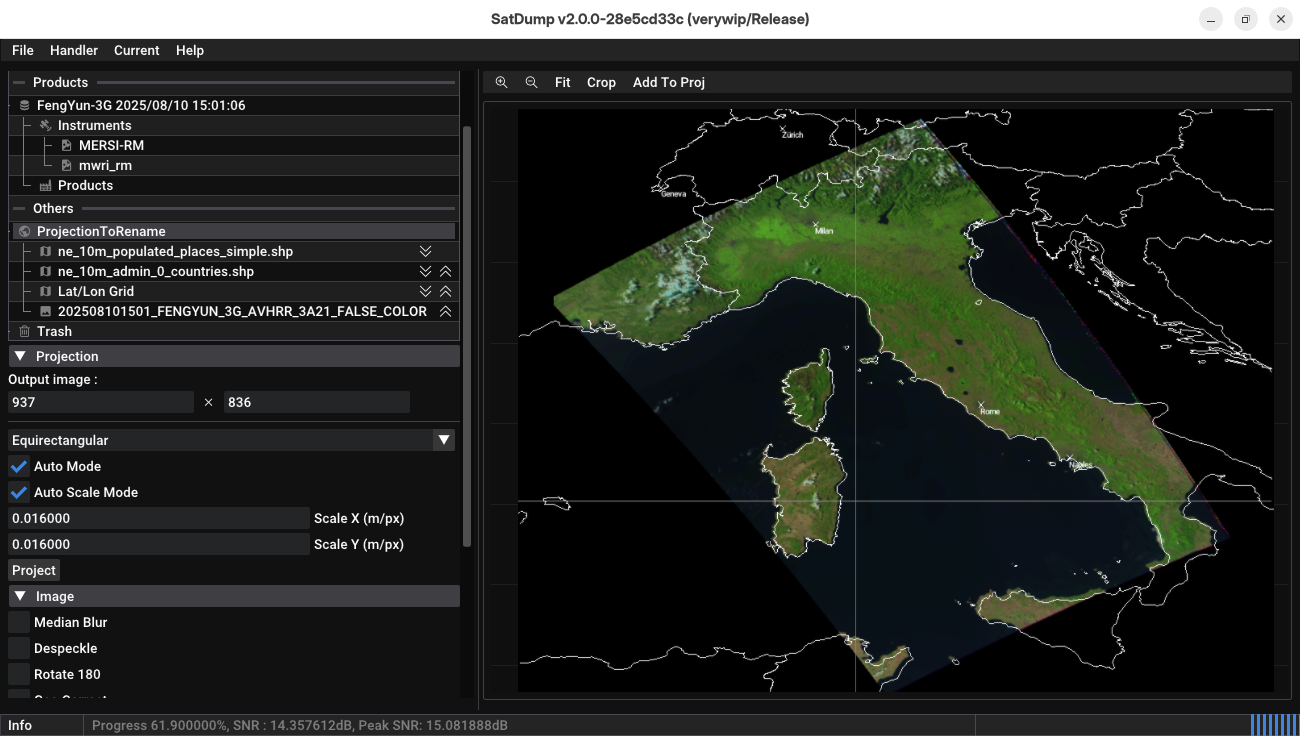 SatDump v2.0.0-28e5cd33c (verywip/Release)
File Handler Current Help
Products
FengYun-3G 2025/08/10 15:01:06
Instruments
MERSI-RM
mwri_rm
Products
Others
ProjectionToRename
ne_10m_populated_places_simple.shp
ne_10m_admin_0_countries.shp
Lat/Lon Grid
202508101501_FENGYUN_3G_AVHRR_3A21_FALSE_COLOR
Trash
Projection
Output image :
937 × 836
Equirectangular
Auto Mode
Auto Scale Mode
0.016000 Scale X (m/px)
0.016000 Scale Y (m/px)
Project
Image
Median Blur
Despeckle
Rotate 180
Fit Crop Add To Proj
Zürich
Geneva
Milan
Rome
Naples
Info
Progress 61.900000%, SNR : 14.357612dB, Peak SNR: 15.081888dB